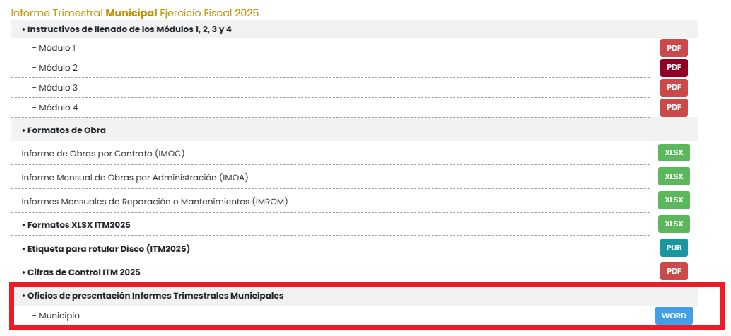 Informe Trimestral Municipal Ejercicio Fiscal 2025
• Instructivos de llenado de los Módulos 1, 2, 3 y 4
- Módulo 1 PDF
- Módulo 2 PDF
- Módulo 3 PDF
- Módulo 4 PDF
• Formatos de Obra
Informe de Obras por Contrato (IMOC) XLSX
Informe Mensual de Obras por Administración (IMOA) XLSX
Informes Mensuales de Reparación o Mantenimientos (IMROM) XLSX
• Formatos XLSX ITM2025 XLSX
• Etiqueta para rotular Disco (ITM2025) PUB
• Cifras de Control ITM 2025 PDF
• Oficios de presentación Informes Trimestrales Municipales
- Municipio WORD